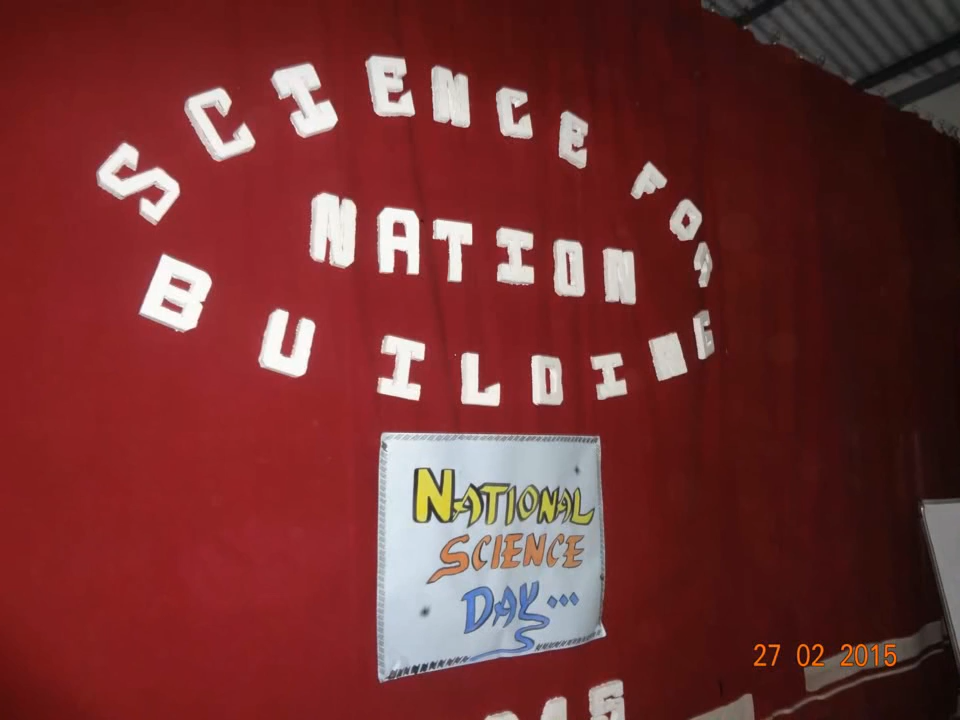 SCIENCE FOR
NATION
BUILDING
NATIONAL
SCIENCE
DAY...
27 02 2015